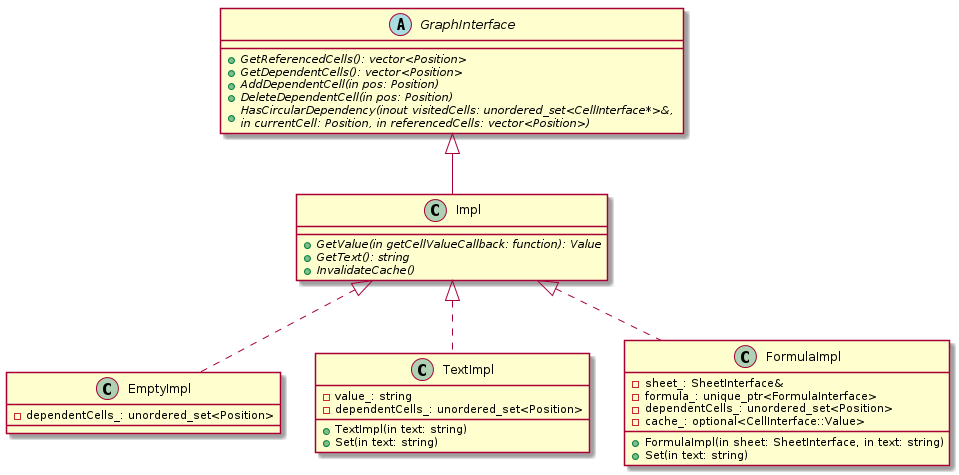 A GraphInterface
GetReferencedCells(): vector<Position>
GetDependentCells(): vector<Position>
AddDependentCell(in pos: Position)
DeleteDependentCell(in pos: Position)
HasCircularDependency(inout visitedCells: unordered_set<CellInterface*>&,
in currentCell: Position, in referencedCells: vector<Position>)
C Impl
GetValue(in getCellValueCallback: function): Value
GetText(): string
InvalidateCache()
C EmptyImpl
dependentCells_: unordered_set<Position>
C TextImpl
value_: string
dependentCells_: unordered_set<Position>
TextImpl(in text: string)
Set(in text: string)
C FormulaImpl
sheet_: SheetInterface&
formula_: unique_ptr<FormulaInterface>
dependentCells_: unordered_set<Position>
cache_: optional<CellInterface::Value>
FormulaImpl(in sheet: SheetInterface, in text: string)
Set(in text: string)